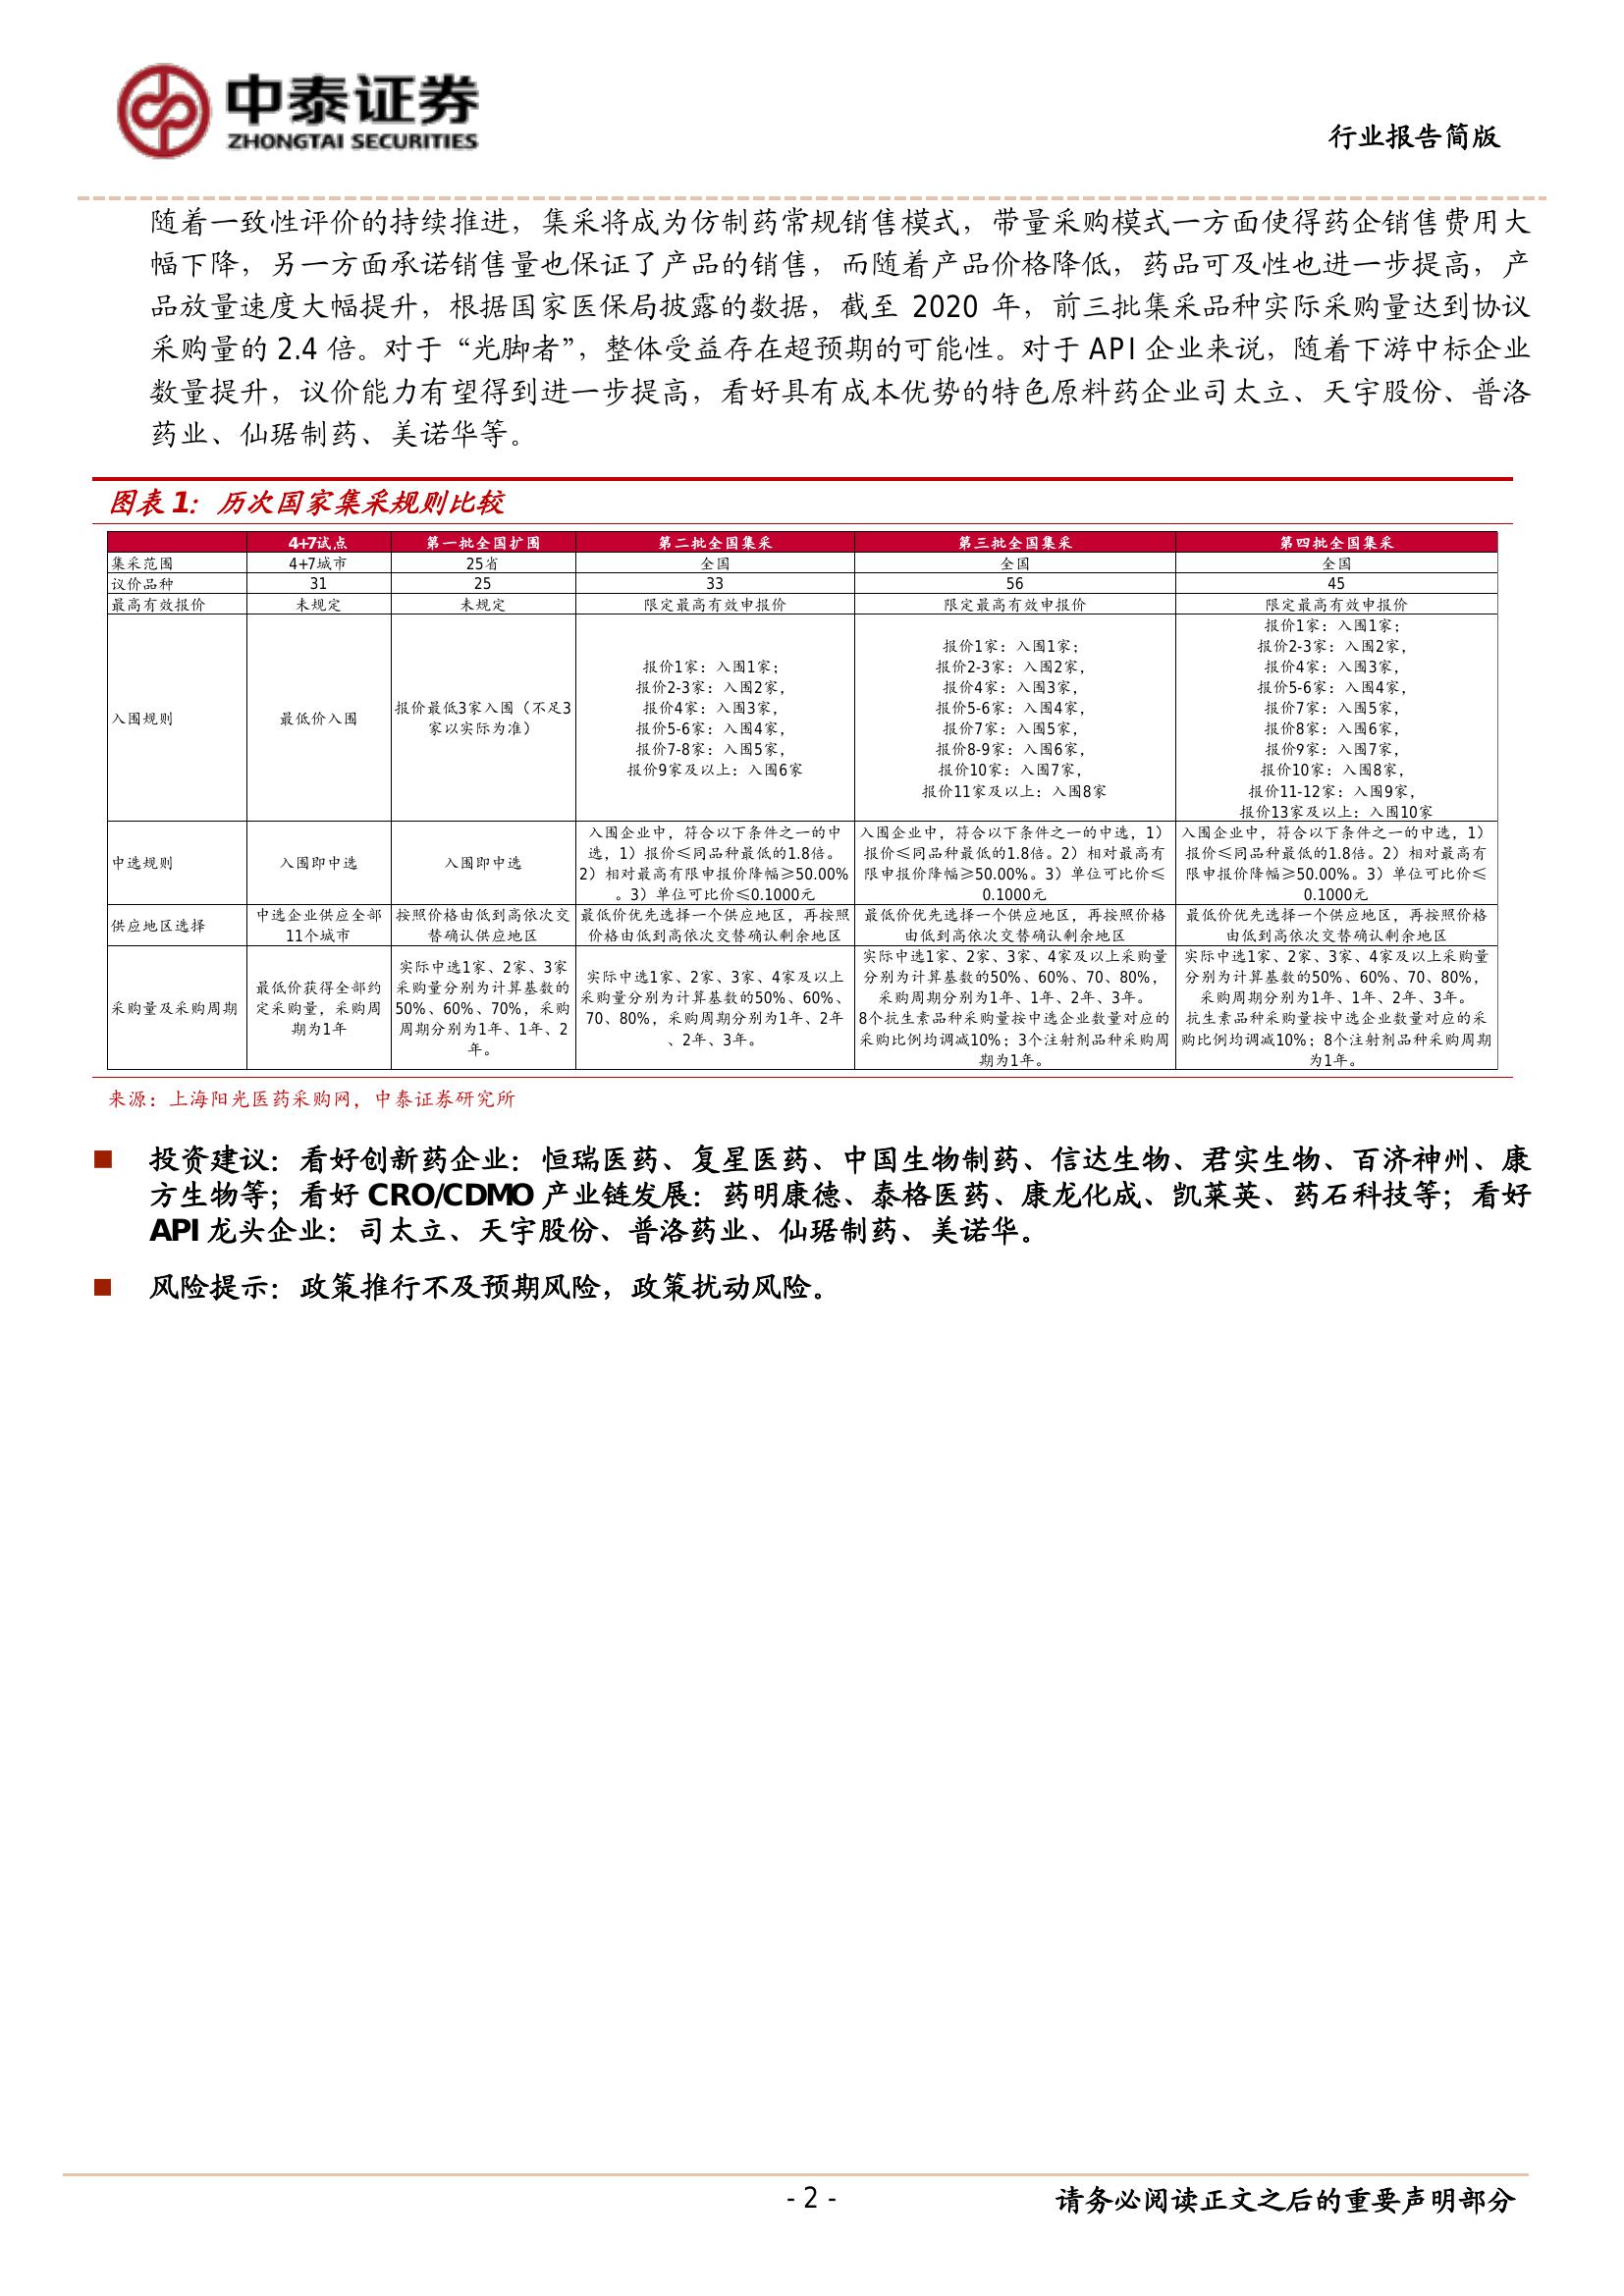 中泰证券
ZHONGTAI SECURITIES
行业报告简版
随着一致性评价的持续推进，集采将成为仿制药常规销售模式，带量采购模式一方面使得药企销售费用大
幅下降，另一方面承诺销售量也保证了产品的销售，而随着产品价格降低，药品可及性也进一步提高，产
品放量速度大幅提升，根据国家医保局披露的数据，截至 2020 年，前三批集采品种实际采购量达到协议
采购量的 2.4 倍。对于“光脚者”，整体受益存在超预期的可能性。对于 API 企业来说，随着下游中标企业
数量提升，议价能力有望得到进一步提高，看好具有成本优势的特色原料药企业司太立、天宇股份、普洛
药业、仙琚制药、美诺华等。
图表 1：历次国家集采规则比较
4+7试点 第一批全国扩围 第二批全国集采 第三批全国集采 第四批全国集采
集采范围 4+7城市 25省 全国 全国 全国
议价品种 31 25 33 56 45
最高有效报价 未规定 未规定 限定最高有效申报价 限定最高有效申报价 限定最高有效申报价
入围规则
最低价入围
报价最低3家入围（不足3
家以实际为准）
报价1家：入围1家；
报价2-3家：入围2家，
报价4家：入围3家，
报价5-6家：入围4家，
报价7-8家：入围5家，
报价9家及以上：入围6家
报价1家：入围1家；
报价2-3家：入围2家，
报价4家：入围3家，
报价5-6家：入围4家，
报价7家：入围5家，
报价8-9家：入围6家，
报价10家：入围7家，
报价11家及以上：入围8家
报价1家：入围1家；
报价2-3家：入围2家，
报价4家：入围3家，
报价5-6家：入围4家，
报价7家：入围5家，
报价8家：入围6家，
报价9家：入围7家，
报价10家：入围8家，
报价11-12家：入围9家，
报价13家及以上：入围10家
中选规则
入围即中选
入围即中选
入围企业中，符合以下条件之一的中
选，1）报价≤同品种最低的1.8倍。
2）相对最高有限申报价降幅≥50.00%
。3）单位可比价≤0.1000元
入围企业中，符合以下条件之一的中选，1）
报价≤同品种最低的1.8倍。2）相对最高有
限申报价降幅≥50.00%。3）单位可比价≤
0.1000元
入围企业中，符合以下条件之一的中选，1）
报价≤同品种最低的1.8倍。2）相对最高有
限申报价降幅≥50.00%。3）单位可比价≤
0.1000元
供应地区选择
中选企业供应全部
11个城市
按照价格由低到高依次交
替确认供应地区
最低价优先选择一个供应地区，再按照
价格由低到高依次交替确认剩余地区
最低价优先选择一个供应地区，再按照价格
由低到高依次交替确认剩余地区
最低价优先选择一个供应地区，再按照价格
由低到高依次交替确认剩余地区
采购量及采购周期
最低价获得全部约
定采购量，采购周
期为1年
实际中选1家、2家、3家
采购量分别为计算基数的
50%、60%、70%，采购
周期分别为1年、1年、2
年。
实际中选1家、2家、3家、4家及以上
采购量分别为计算基数的50%、60%、
70、80%，采购周期分别为1年、2年
、2年、3年。
实际中选1家、2家、3家、4家及以上采购量
分别为计算基数的50%、60%、70、80%，
采购周期分别为1年、1年、2年、3年。
8个抗生素品种采购量按中选企业数量对应的
采购比例均调减10%；3个注射剂品种采购周
期为1年。
实际中选1家、2家、3家、4家及以上采购量
分别为计算基数的50%、60%、70、80%，
采购周期分别为1年、1年、2年、3年。
抗生素品种采购量按中选企业数量对应的采
购比例均调减10%；8个注射剂品种采购周期
为1年。
来源：上海阳光医药采购网，中泰证券研究所
投资建议：看好创新药企业：恒瑞医药、复星医药、中国生物制药、信达生物、君实生物、百济神州、康
方生物等；看好 CRO/CDMO 产业链发展：药明康德、泰格医药、康龙化成、凯莱英、药石科技等；看好
API 龙头企业：司太立、天宇股份、普洛药业、仙琚制药、美诺华。
风险提示：政策推行不及预期风险，政策扰动风险。
- 2 -
请务必阅读正文之后的重要声明部分